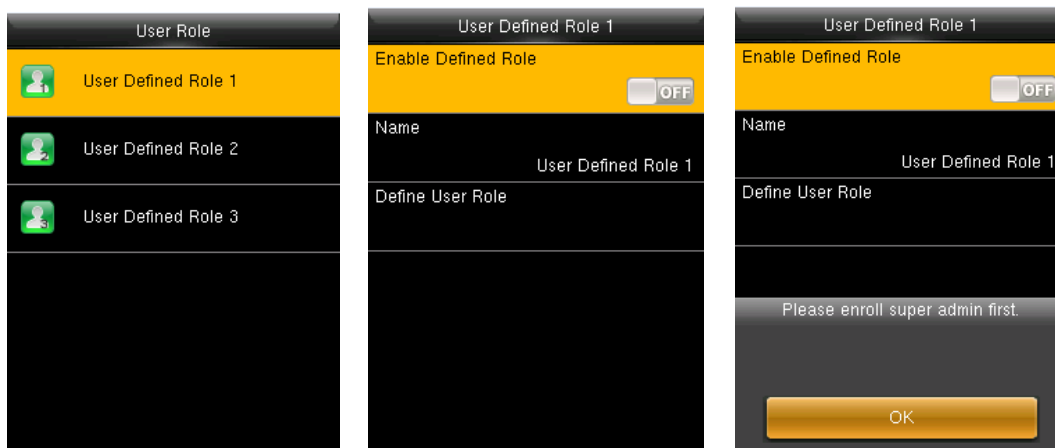 User Role
User Defined Role 1
User Defined Role 2
User Defined Role 3
User Defined Role 1
Enable Defined Role
OFF
Name
User Defined Role 1
Define User Role
User Defined Role 1
Enable Defined Role
OFF
Name
User Defined Role 1
Define User Role
Please enroll super admin first.
OK